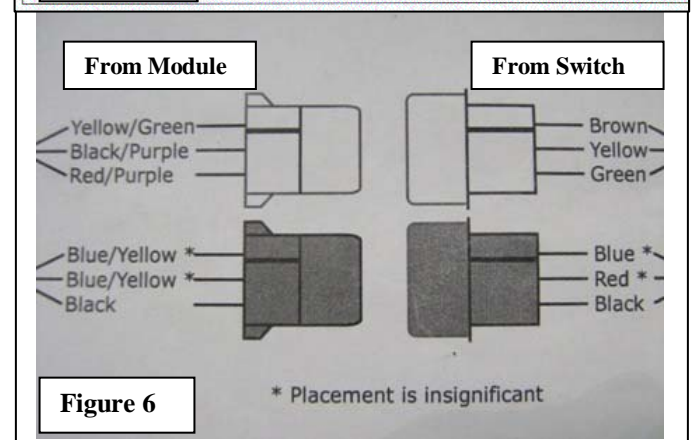 From Module
From Switch
Yellow/Green
Black/Purple
Red/Purple
Brown
Yellow
Green
Blue/Yellow *
Blue/Yellow *
Black
Blue *
Red *
Black
* Placement is insignificant
Figure 6